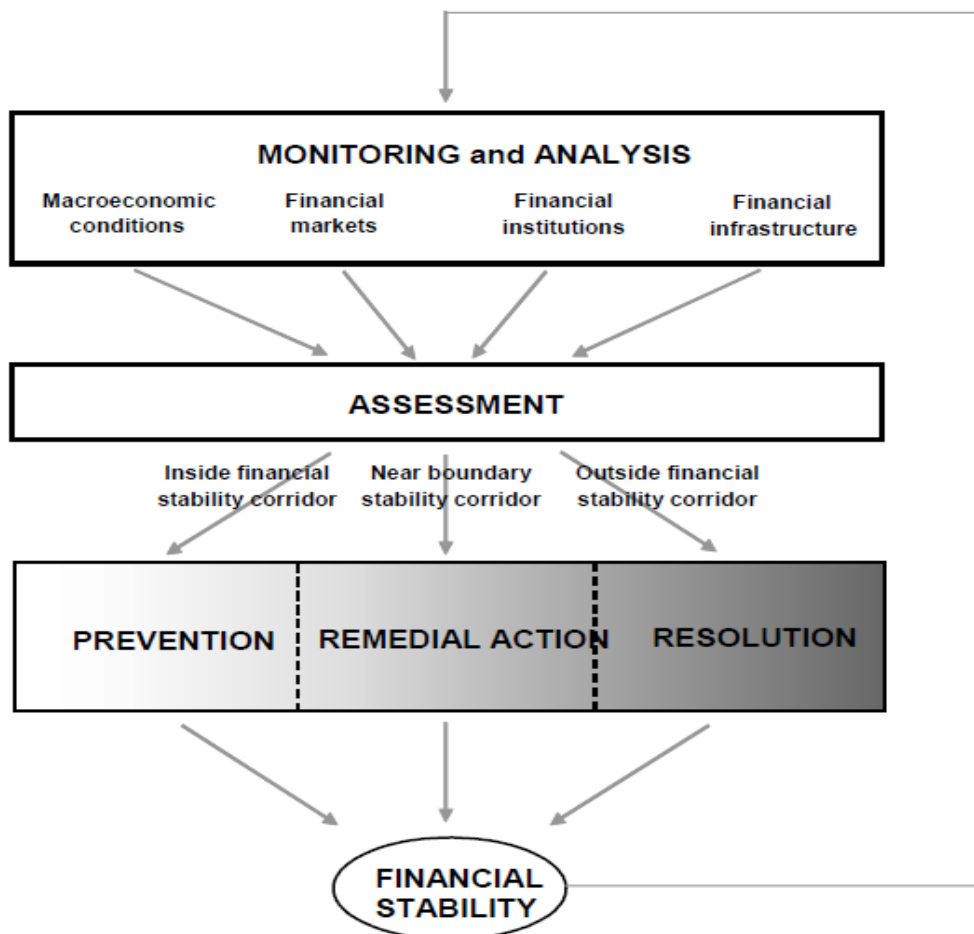 MONITORING and ANALYSIS
Macroeconomic
conditions
Financial
markets
Financial
institutions
Financial
infrastructure
ASSESSMENT
Inside financial
stability corridor
Near boundary
stability corridor
Outside financial
stability corridor
PREVENTION
REMEDIAL ACTION
RESOLUTION
FINANCIAL
STABILITY